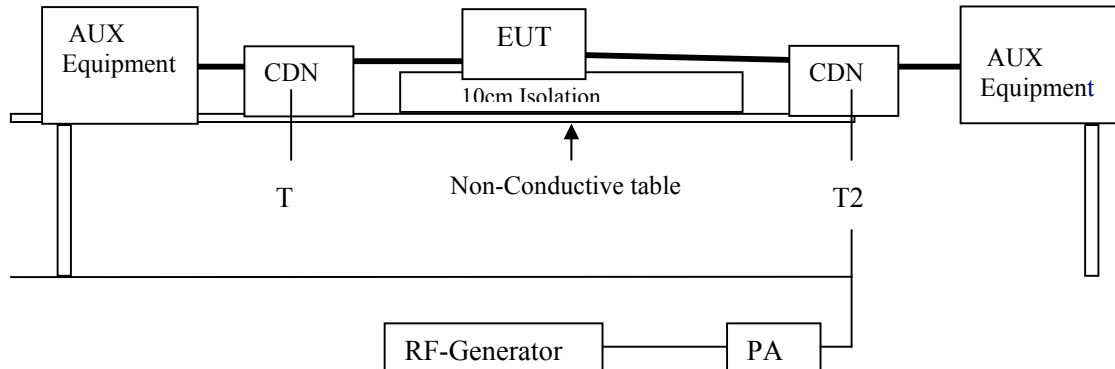 AUX
Equipment
CDN
EUT
10cm Isolation
CDN
AUX
Equipment
T
Non-Conductive table
T2
RF-Generator
PA